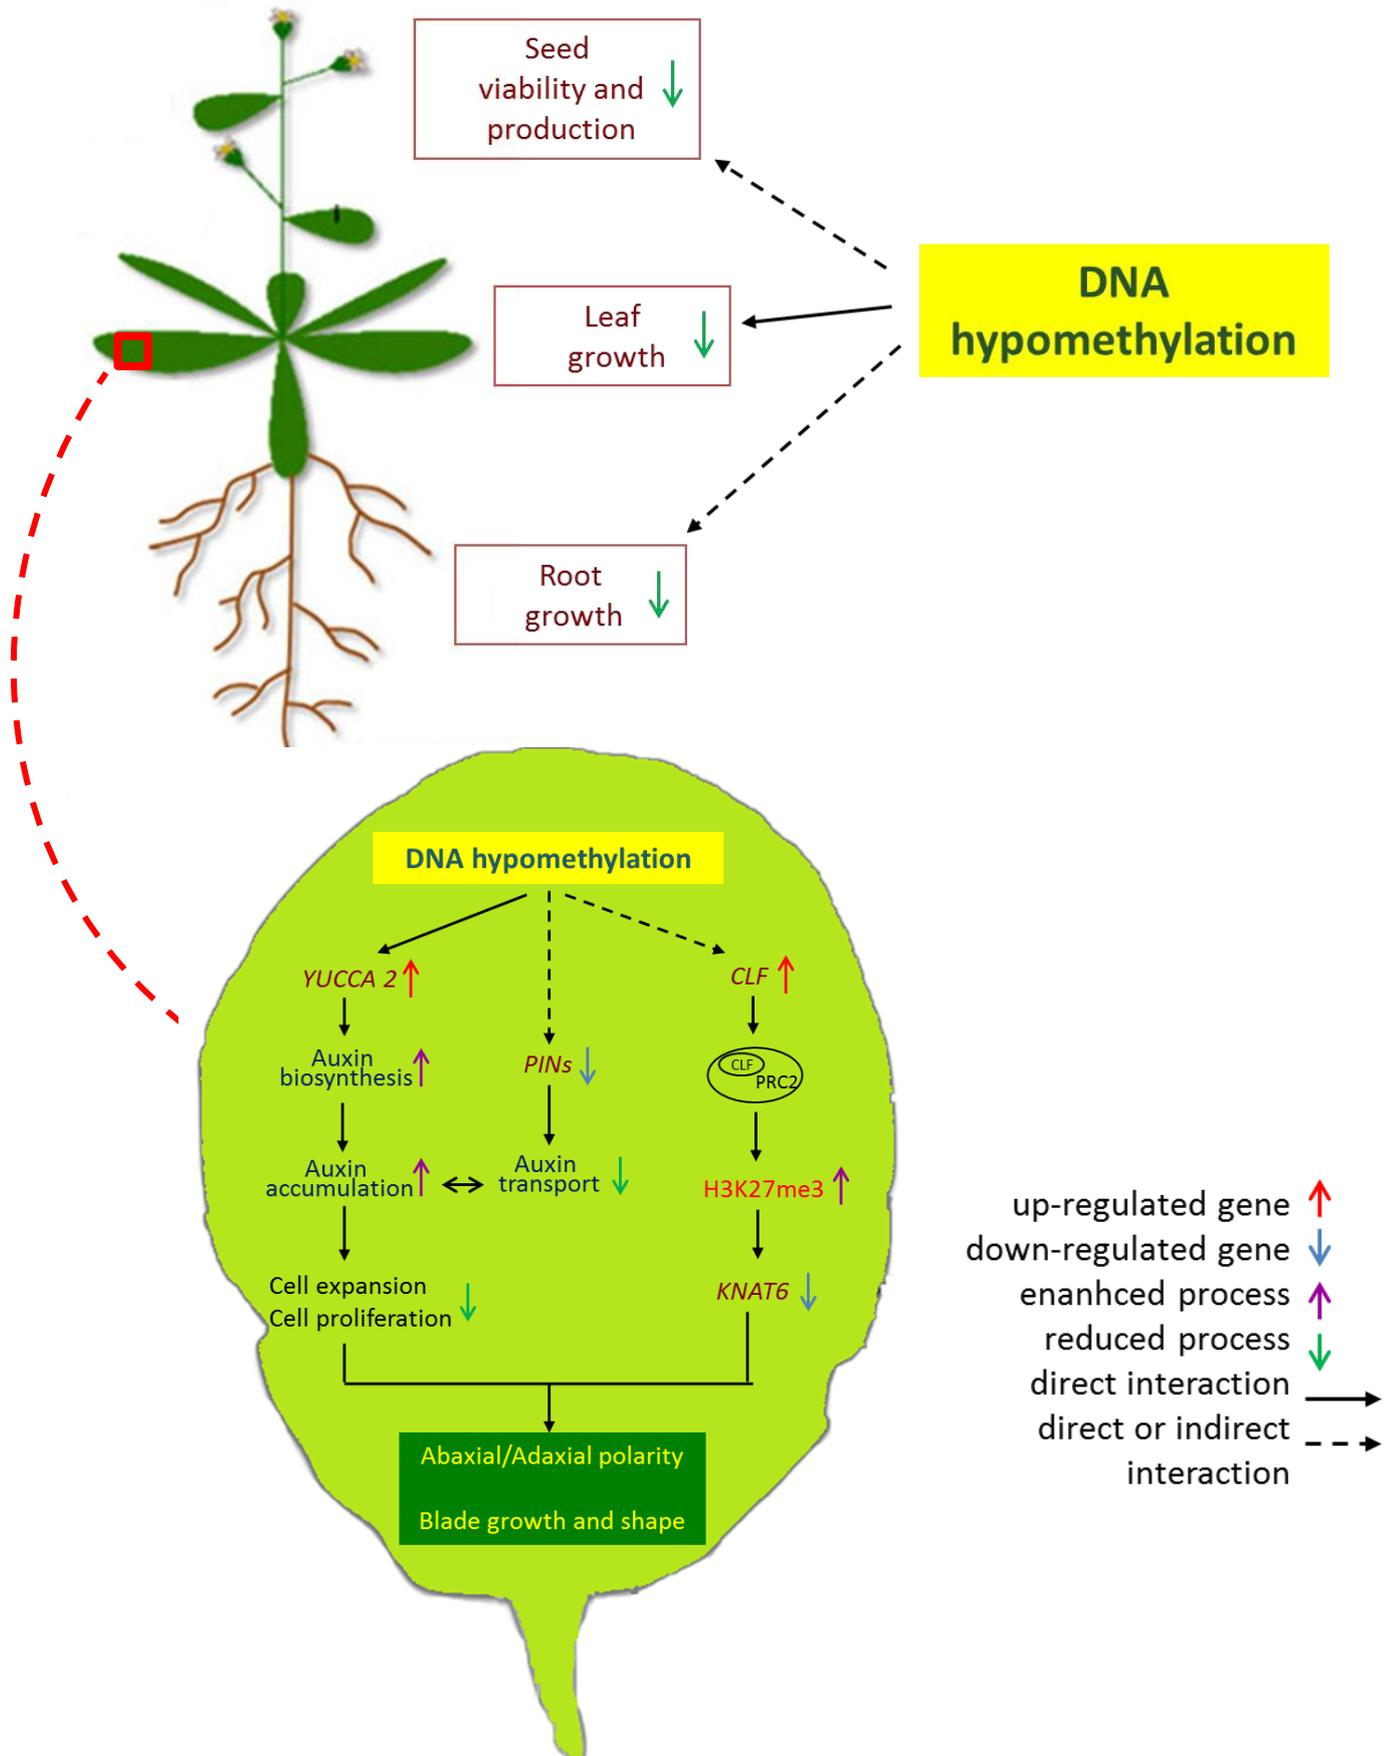 Seed
viability and
production
DNA
hypomethylation
Leaf
growth
Root
growth
DNA hypomethylation
YUCCA 2
CLF
Auxin
biosynthesis
PINs
CLF
PRC2
Auxin
accumulation
Auxin
transport
H3K27me3
Cell expansion
Cell proliferation
KNAT6
Abaxial/Adaxial polarity
Blade growth and shape
up-regulated gene
down-regulated gene
enanhced process
reduced process
direct interaction
direct or indirect
interaction